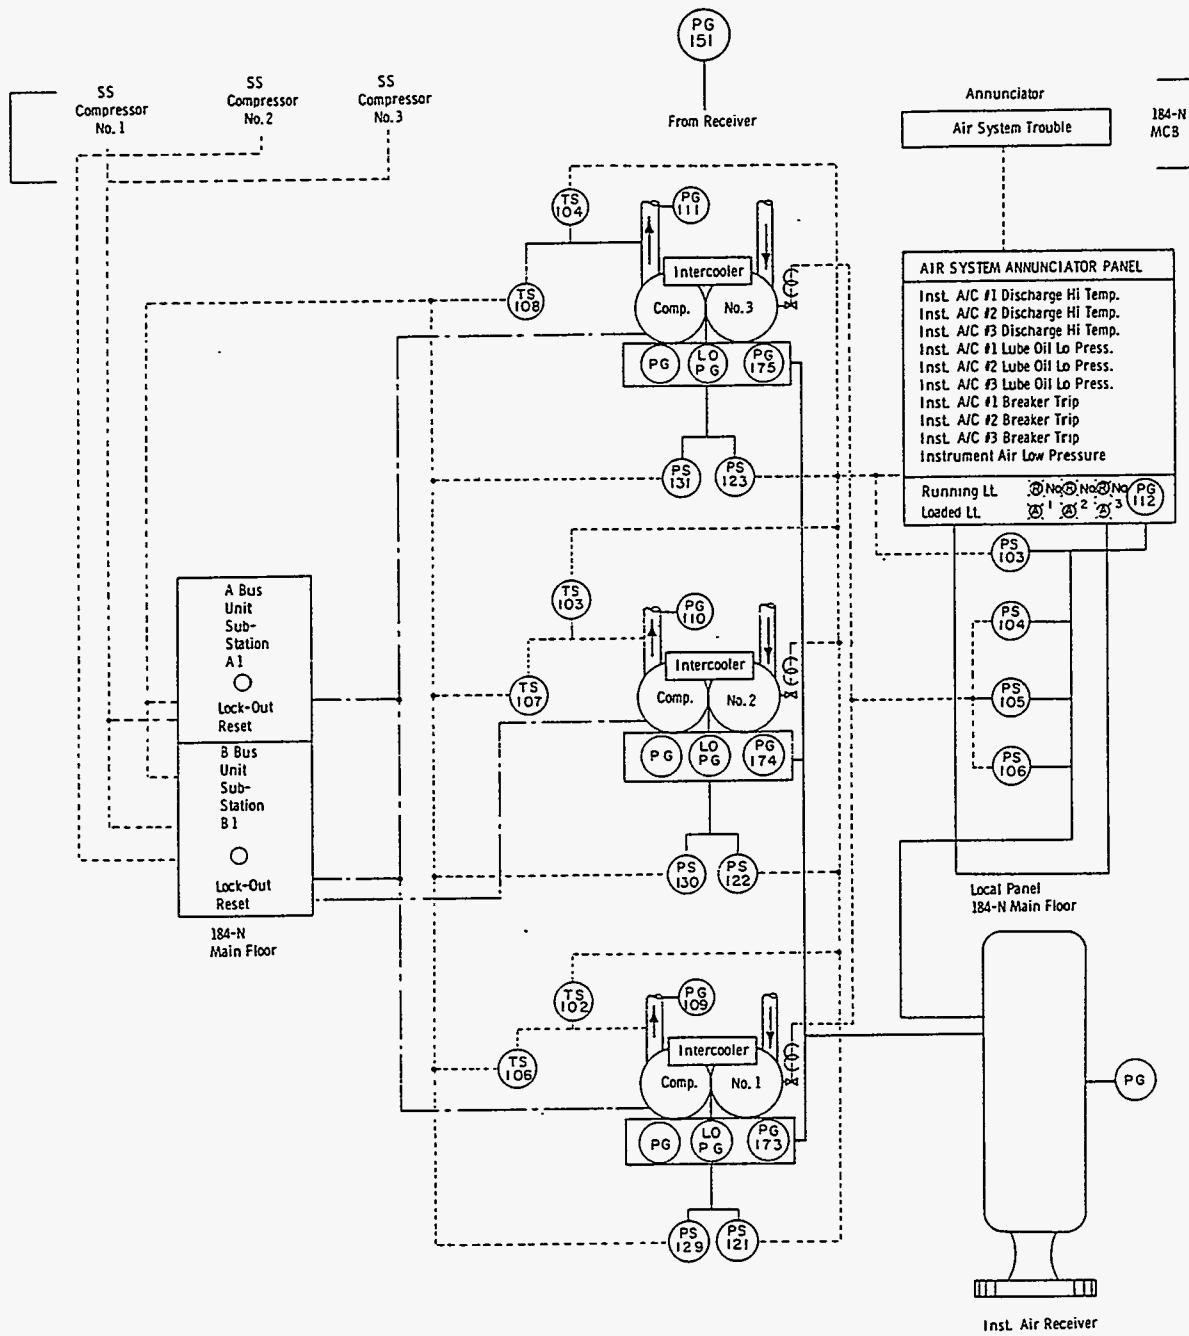 PG
151
From Receiver
SS
Compressor
No. 1
SS
Compressor
No. 2
SS
Compressor
No. 3
Annunciator
Air System Trouble
184-N
MCB
TS
104
PG
111
TS
108
Intercooler
Comp.
No. 3
PG
LO
PG
PG
175
PS
131
PS
123
AIR SYSTEM ANNUNCIATOR PANEL
Inst. A/C #1 Discharge Hi Temp.
Inst. A/C #2 Discharge Hi Temp.
Inst. A/C #3 Discharge Hi Temp.
Inst. A/C #1 Lube Oil Lo Press.
Inst. A/C #2 Lube Oil Lo Press.
Inst. A/C #3 Lube Oil Lo Press.
Inst. A/C #1 Breaker Trip
Inst. A/C #2 Breaker Trip
Inst. A/C #3 Breaker Trip
Instrument Air Low Pressure
Running Lt. R No. R No. R No.
Loaded Lt. A 1 A 2 A 3
PG
112
PS
103
PS
104
PS
105
PS
106
Local Panel
184-N Main Floor
A Bus
Unit
Sub-
Station
A1
Lock-Out
Reset
B Bus
Unit
Sub-
Station
B1
Lock-Out
Reset
184-N
Main Floor
TS
103
PG
110
TS
107
Intercooler
Comp.
No. 2
PG
LO
PG
PG
174
PS
130
PS
122
TS
102
PG
109
TS
106
Intercooler
Comp.
No. 1
PG
LO
PG
PG
173
PS
129
PS
121
PG
Inst. Air Receiver